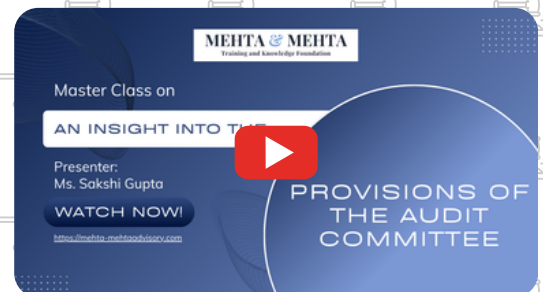 MEHTA & MEHTA
Training and Knowledge Foundation
Master Class on
AN INSIGHT INTO THE
Presenter:
Ms. Sakshi Gupta
WATCH NOW!
https://mehta-mehtaadvisory.com
PROVISIONS OF
THE AUDIT
COMMITTEE